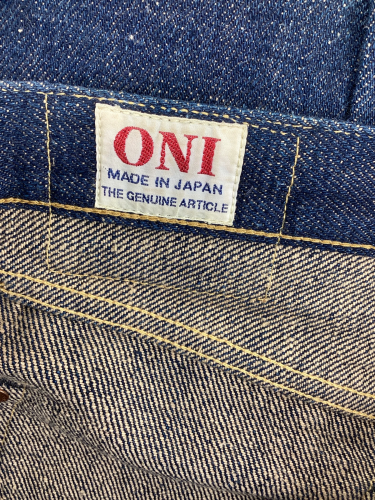 ONI
MADE IN JAPAN
THE GENUINE ARTICLE